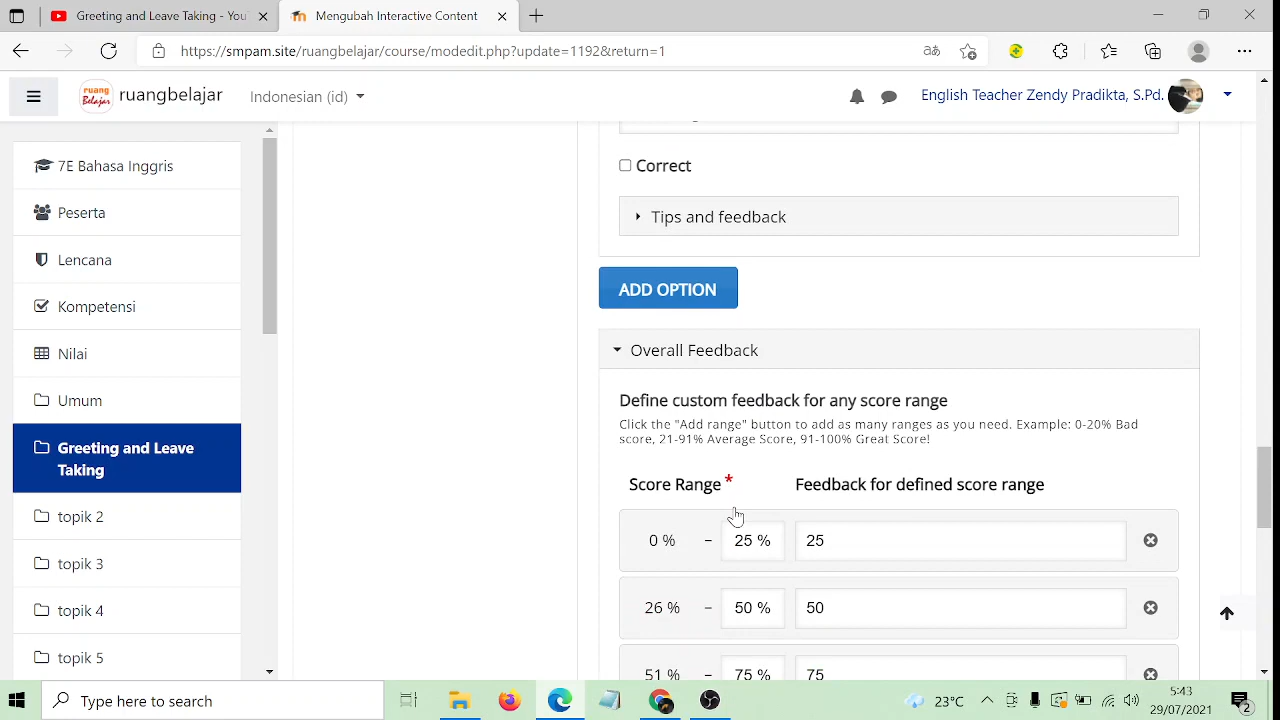 Greeting and Leave Taking - You
Mengubah Interactive Content
https://smpam.site/ruangbelajar/course/modedit.php?update=1192&return=1
ruang Belajar
ruangbelajar
Indonesian (id)
English Teacher Zendy Pradikta, S.Pd.
7E Bahasa Inggris
Peserta
Lencana
Kompetensi
Nilai
Umum
Greeting and Leave
Taking
topik 2
topik 3
topik 4
topik 5
Correct
Tips and feedback
ADD OPTION
Overall Feedback
Define custom feedback for any score range
Click the "Add range" button to add as many ranges as you need. Example: 0-20% Bad
score, 21-91% Average Score, 91-100% Great Score!
Score Range * Feedback for defined score range
0 % – 25 % 25
26 % – 50 % 50
51 % – 75 % 75
Type here to search
23°C
5:43
29/07/2021
2